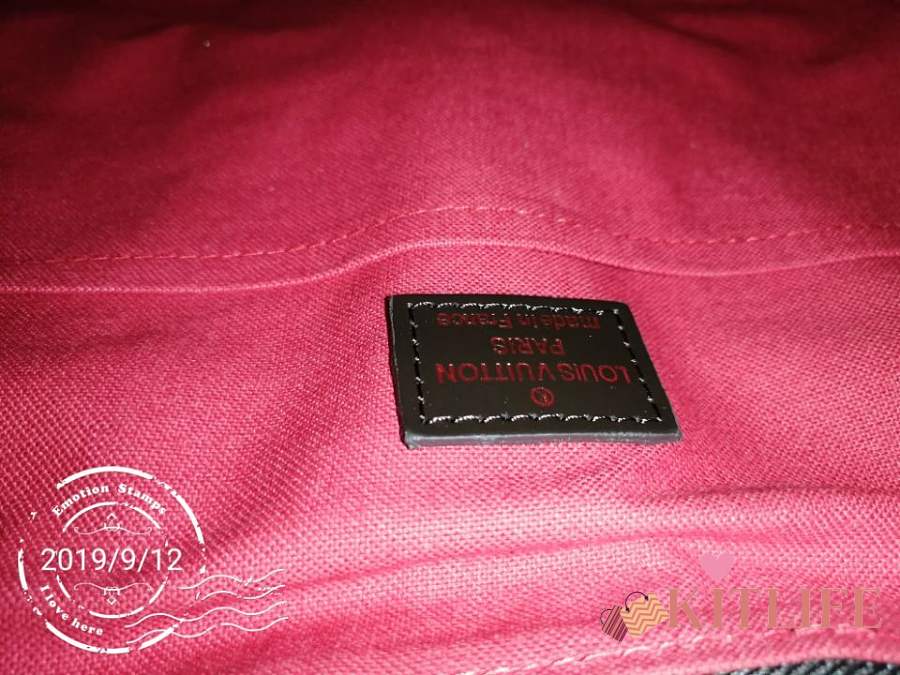 ® 
LOUIS VUITTON
PARIS
made in France
Emotion Stamps
2019/9/12
I love here
KITLIFE